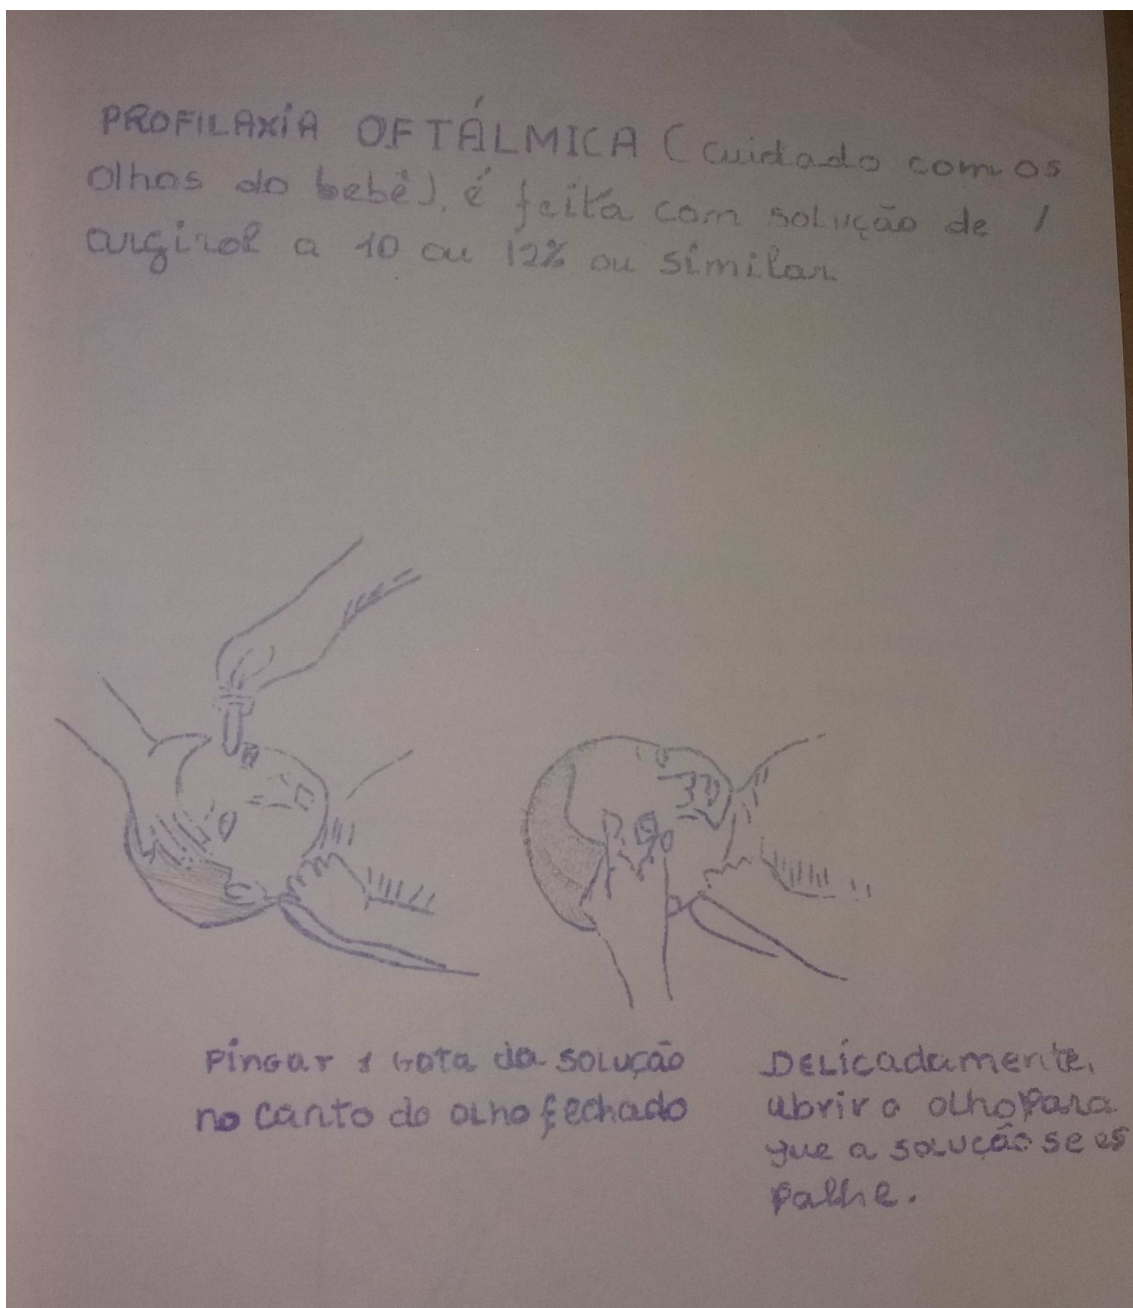 PROFILAXIA OFTÁLMICA (cuidado com os
olhos do bebê), é feita com solução de /
argirol a 10 ou 12% ou similar
Pingar 1 gota da solução
no canto do olho fechado
Delicadamente,
abrir o olho para
que a solução se es
palhe.